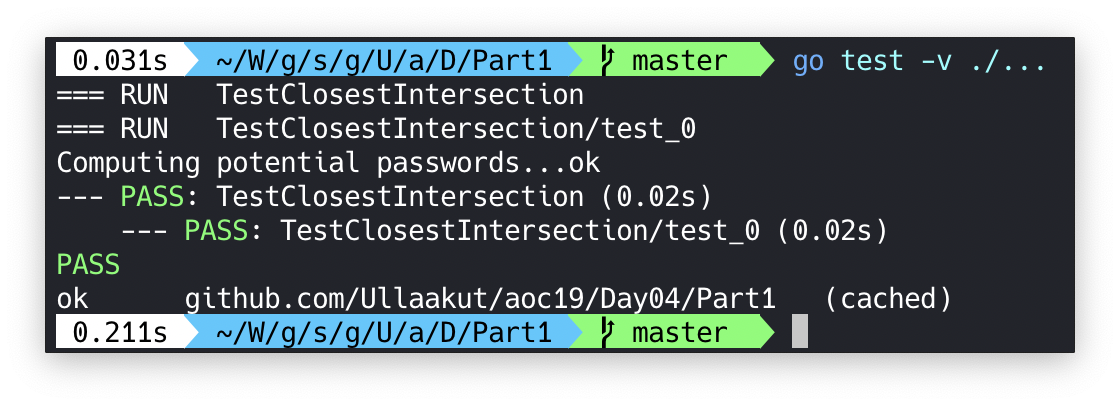 0.031s ~/W/g/s/g/U/a/D/Part1 master go test -v ./...
=== RUN   TestClosestIntersection
=== RUN   TestClosestIntersection/test_0
Computing potential passwords...ok
--- PASS: TestClosestIntersection (0.02s)
    --- PASS: TestClosestIntersection/test_0 (0.02s)
PASS
ok      github.com/Ullaakut/aoc19/Day04/Part1   (cached)
0.211s ~/W/g/s/g/U/a/D/Part1 master